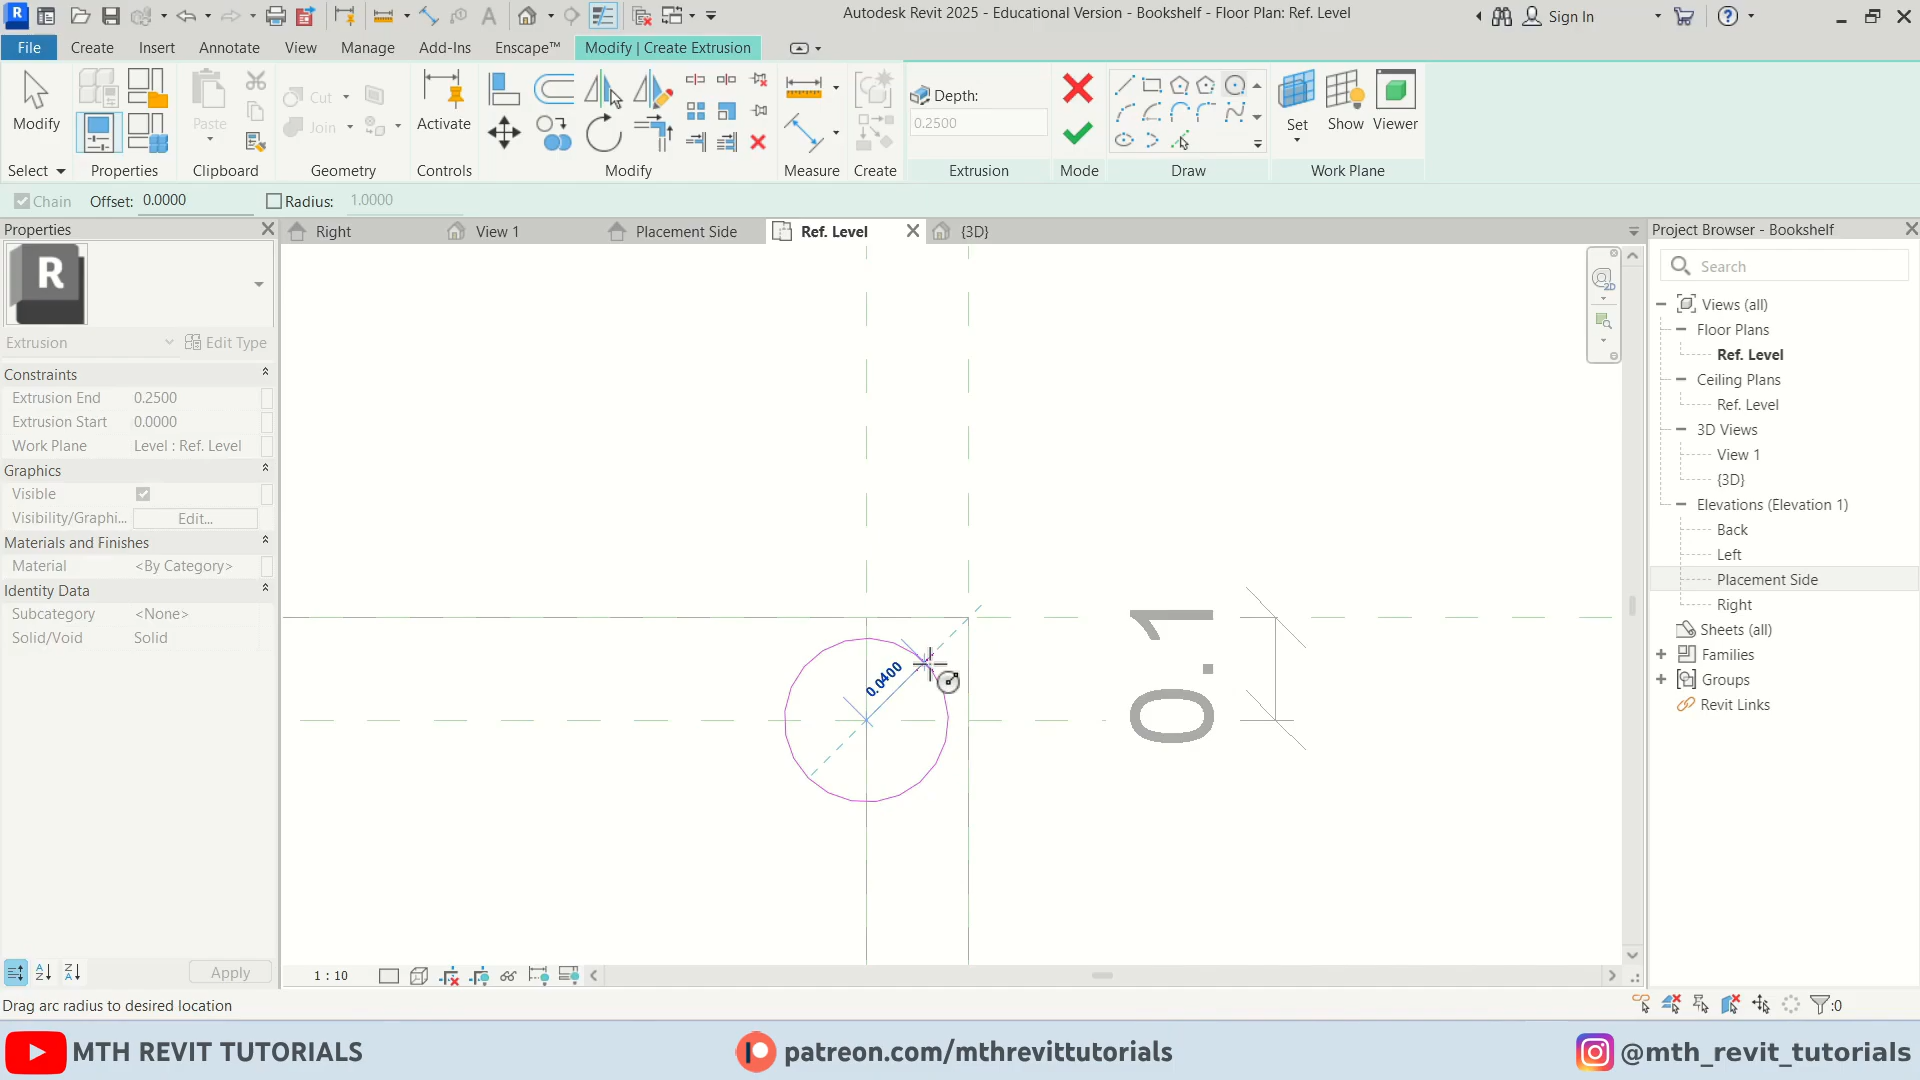 Autodesk Revit 2025 - Educational Version - Bookshelf - Floor Plan: Ref. Level
Sign In
File Create Insert Annotate View Manage Add-Ins Enscape™ Modify | Create Extrusion
Modify
Paste
Cut
Join
Activate
Create
Depth:
0.2500
Set
Show
Viewer
Select Properties Clipboard Geometry Controls Modify Measure Create Extrusion Mode Draw Work Plane
Chain Offset: 0.0000 Radius: 1.0000
Properties
R
Extrusion
Edit Type
Constraints
Extrusion End 0.2500
Extrusion Start 0.0000
Work Plane Level : Ref. Level
Graphics
Visible
Visibility/Graphi... Edit...
Materials and Finishes
Material <By Category>
Identity Data
Subcategory <None>
Solid/Void Solid
Apply
Right View 1 Placement Side Ref. Level {3D}
2D
0.0400
0.1
1 : 10
Project Browser - Bookshelf
Search
Views (all)
Floor Plans
Ref. Level
Ceiling Plans
Ref. Level
3D Views
View 1
{3D}
Elevations (Elevation 1)
Back
Left
Placement Side
Right
Sheets (all)
Families
Groups
Revit Links
Drag arc radius to desired location
:0
MTH REVIT TUTORIALS
patreon.com/mthrevittutorials
@mth_revit_tutorials